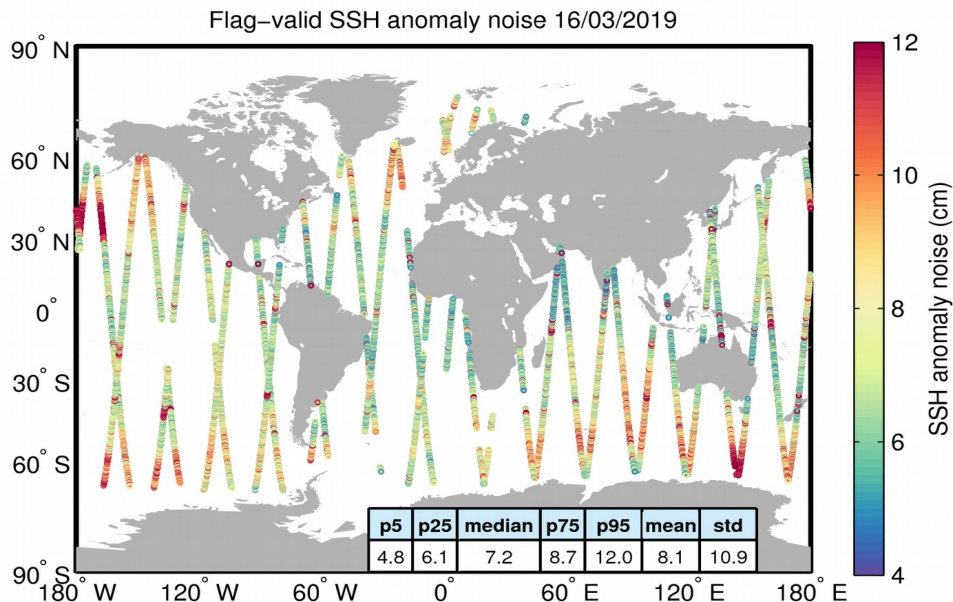 Flag−valid SSH anomaly noise 16/03/2019
90° N
60° N
30° N
0°
30° S
60° S
90° S
180° W
120° W
60° W
0°
60° E
120° E
180° E
p5 p25 median p75 p95 mean std
4.8 6.1 7.2 8.7 12.0 8.1 10.9
12
10
8
6
4
SSH anomaly noise (cm)